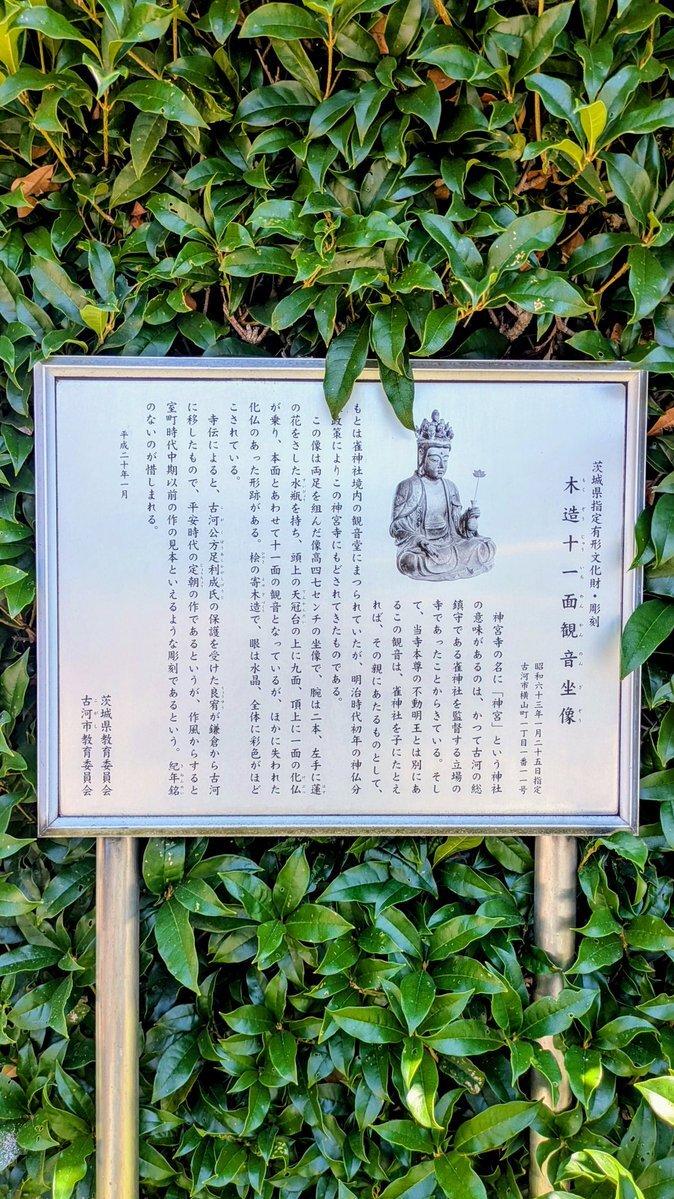 茨城県指定有形文化財・彫刻
木造十一面観音坐像
もくぞうじゅういちめんかんのんざぞう
昭和六十三年一月二十五日指定
古河市横山町一丁目一番一一号
神宮寺の名に「神宮」という神社
の意味があるのは、かつて古河の総
鎮守である雀神社を監督する立場の
寺であったことからきている。そし
て、当寺本尊の不動明王とは別にあ
るこの観音は、雀神社を子にたとえ
れば、その親にあたるものとして、
もとは雀神社境内の観音堂にまつられていたが、明治時代初年の神仏分
政策によりこの神宮寺にもどされてきたものである。
この像は両足を組んだ像高四七センチの坐像で、腕は二本、左手に蓮
の花をさした水瓶を持ち、頭上の天冠台の上に九面、頂上に一面の化仏
が乗り、本面とあわせて十一面の観音となっているが、ほかに失われた
化仏のあった形跡がある。桧の寄木造で、眼は水晶、全体に彩色がほど
こされている。
寺伝によると、古河公方足利成氏の保護を受けた良宥が鎌倉から古河
に移したもので、平安時代の定朝の作であるというが、作風からすると
室町時代中期以前の作の見本といえるような彫刻であるという。紀年銘
のないのが惜しまれる。
平成二十年一月
茨城県教育委員会
古河市教育委員会